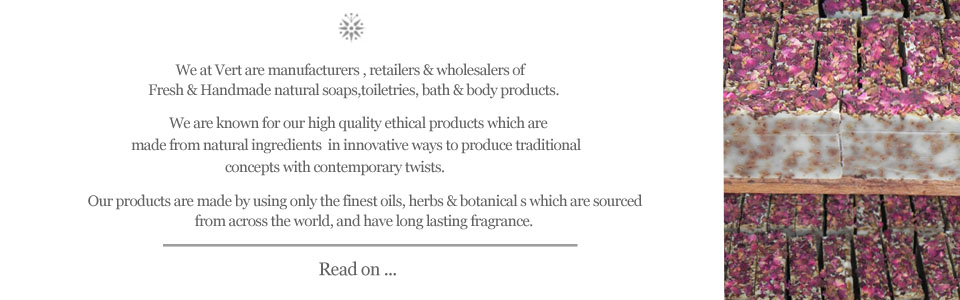 We at Vert are manufacturers , retailers & wholesalers of
Fresh & Handmade natural soaps,toiletries, bath & body products.
We are known for our high quality ethical products which are
made from natural ingredients  in innovative ways to produce traditional
concepts with contemporary twists.
Our products are made by using only the finest oils, herbs & botanical s which are sourced
from across the world, and have long lasting fragrance.
Read on ...